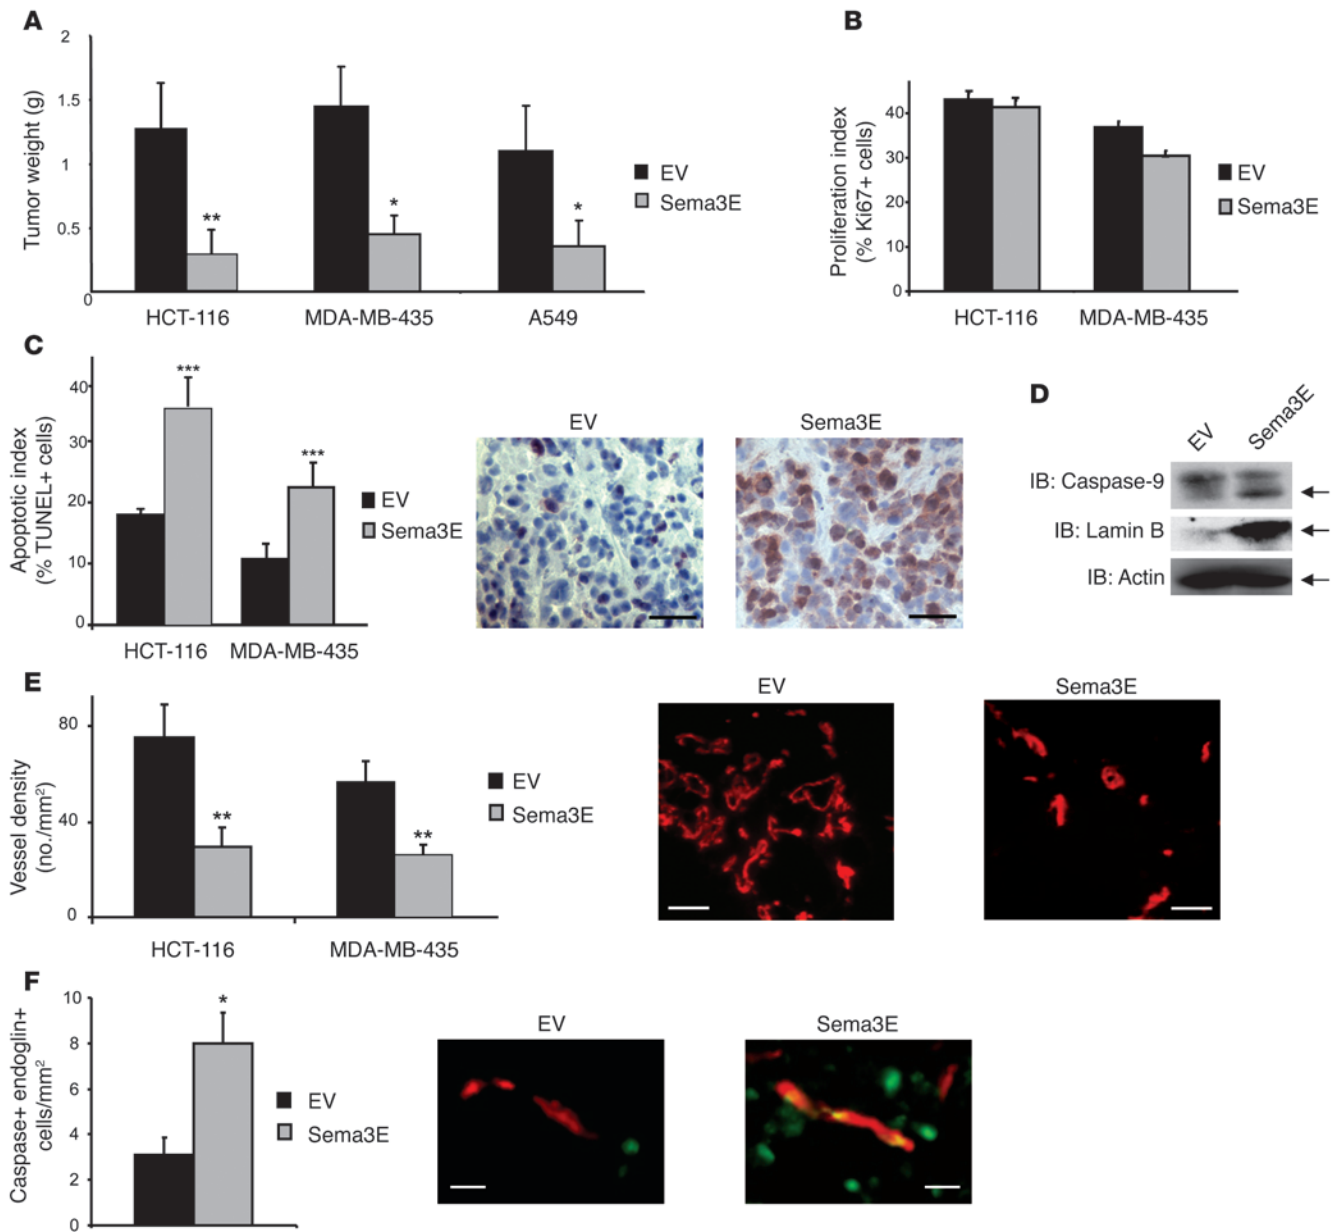 A
Tumor weight (g)
2
1.5
1
0.5
0
**
*
*
HCT-116
MDA-MB-435
A549
EV
Sema3E
B
Proliferation index
(% Ki67+ cells)
40
30
20
10
0
HCT-116
MDA-MB-435
EV
Sema3E
C
Apoptotic index
(% TUNEL+ cells)
40
30
20
10
0
***
***
HCT-116
MDA-MB-435
EV
Sema3E
EV
Sema3E
D
EV
Sema3E
IB: Caspase-9
IB: Lamin B
IB: Actin
E
Vessel density
(no./mm²)
80
40
0
**
**
HCT-116
MDA-MB-435
EV
Sema3E
EV
Sema3E
F
Caspase+ endoglin+
cells/mm²
10
8
6
4
2
0
*
EV
Sema3E
EV
Sema3E